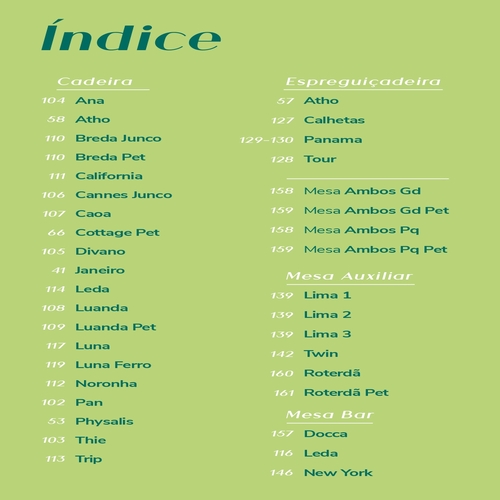 Índice
Cadeira
104 Ana
58 Atho
110 Breda Junco
110 Breda Pet
111 California
106 Cannes Junco
107 Caoa
66 Cottage Pet
105 Divano
41 Janeiro
114 Leda
108 Luanda
109 Luanda Pet
117 Luna
119 Luna Ferro
112 Noronha
102 Pan
53 Physalis
103 Thie
113 Trip
Espreguiçadeira
57 Atho
127 Calhetas
129-130 Panama
128 Tour
158 Mesa Ambos Gd
159 Mesa Ambos Gd Pet
158 Mesa Ambos Pq
159 Mesa Ambos Pq Pet
Mesa Auxiliar
139 Lima 1
139 Lima 2
139 Lima 3
142 Twin
160 Roterdã
161 Roterdã Pet
Mesa Bar
157 Docca
116 Leda
146 New York